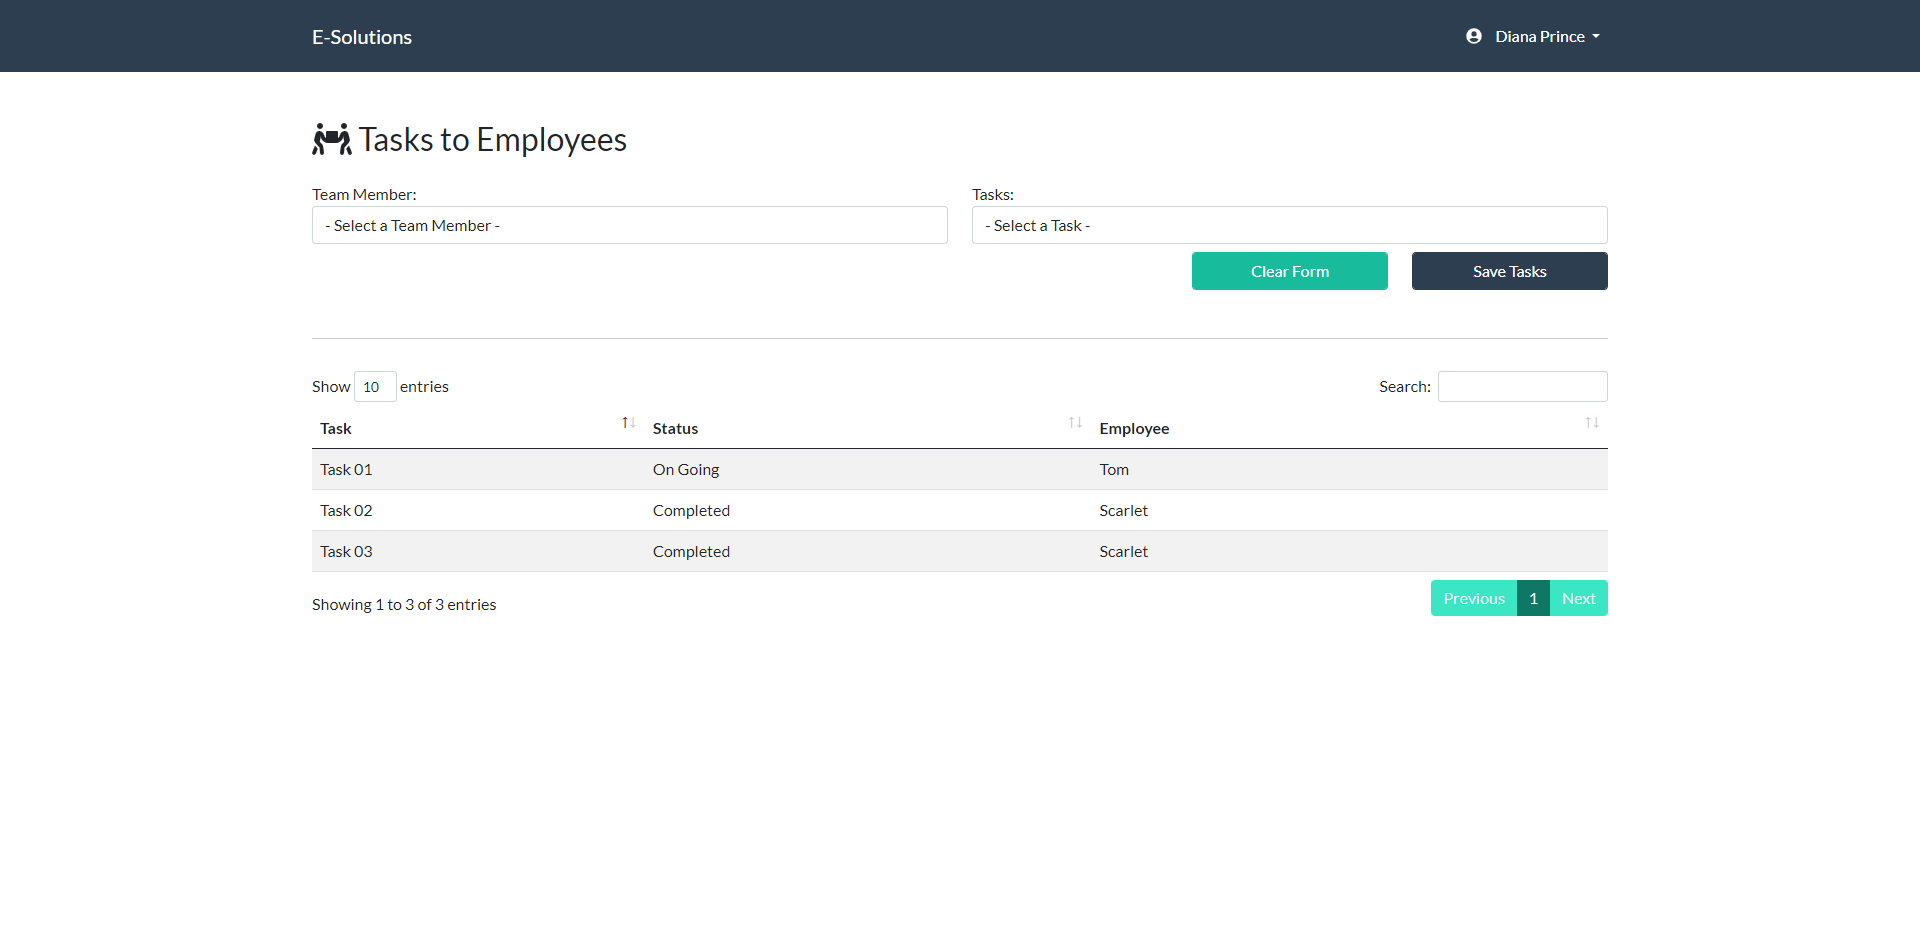 E-Solutions
Diana Prince
Tasks to Employees
Team Member:
Tasks:
- Select a Team Member -
- Select a Task -
Clear Form
Save Tasks
Show 10 entries
Search:
Task Status Employee
Task 01 On Going Tom
Task 02 Completed Scarlet
Task 03 Completed Scarlet
Showing 1 to 3 of 3 entries
Previous 1 Next